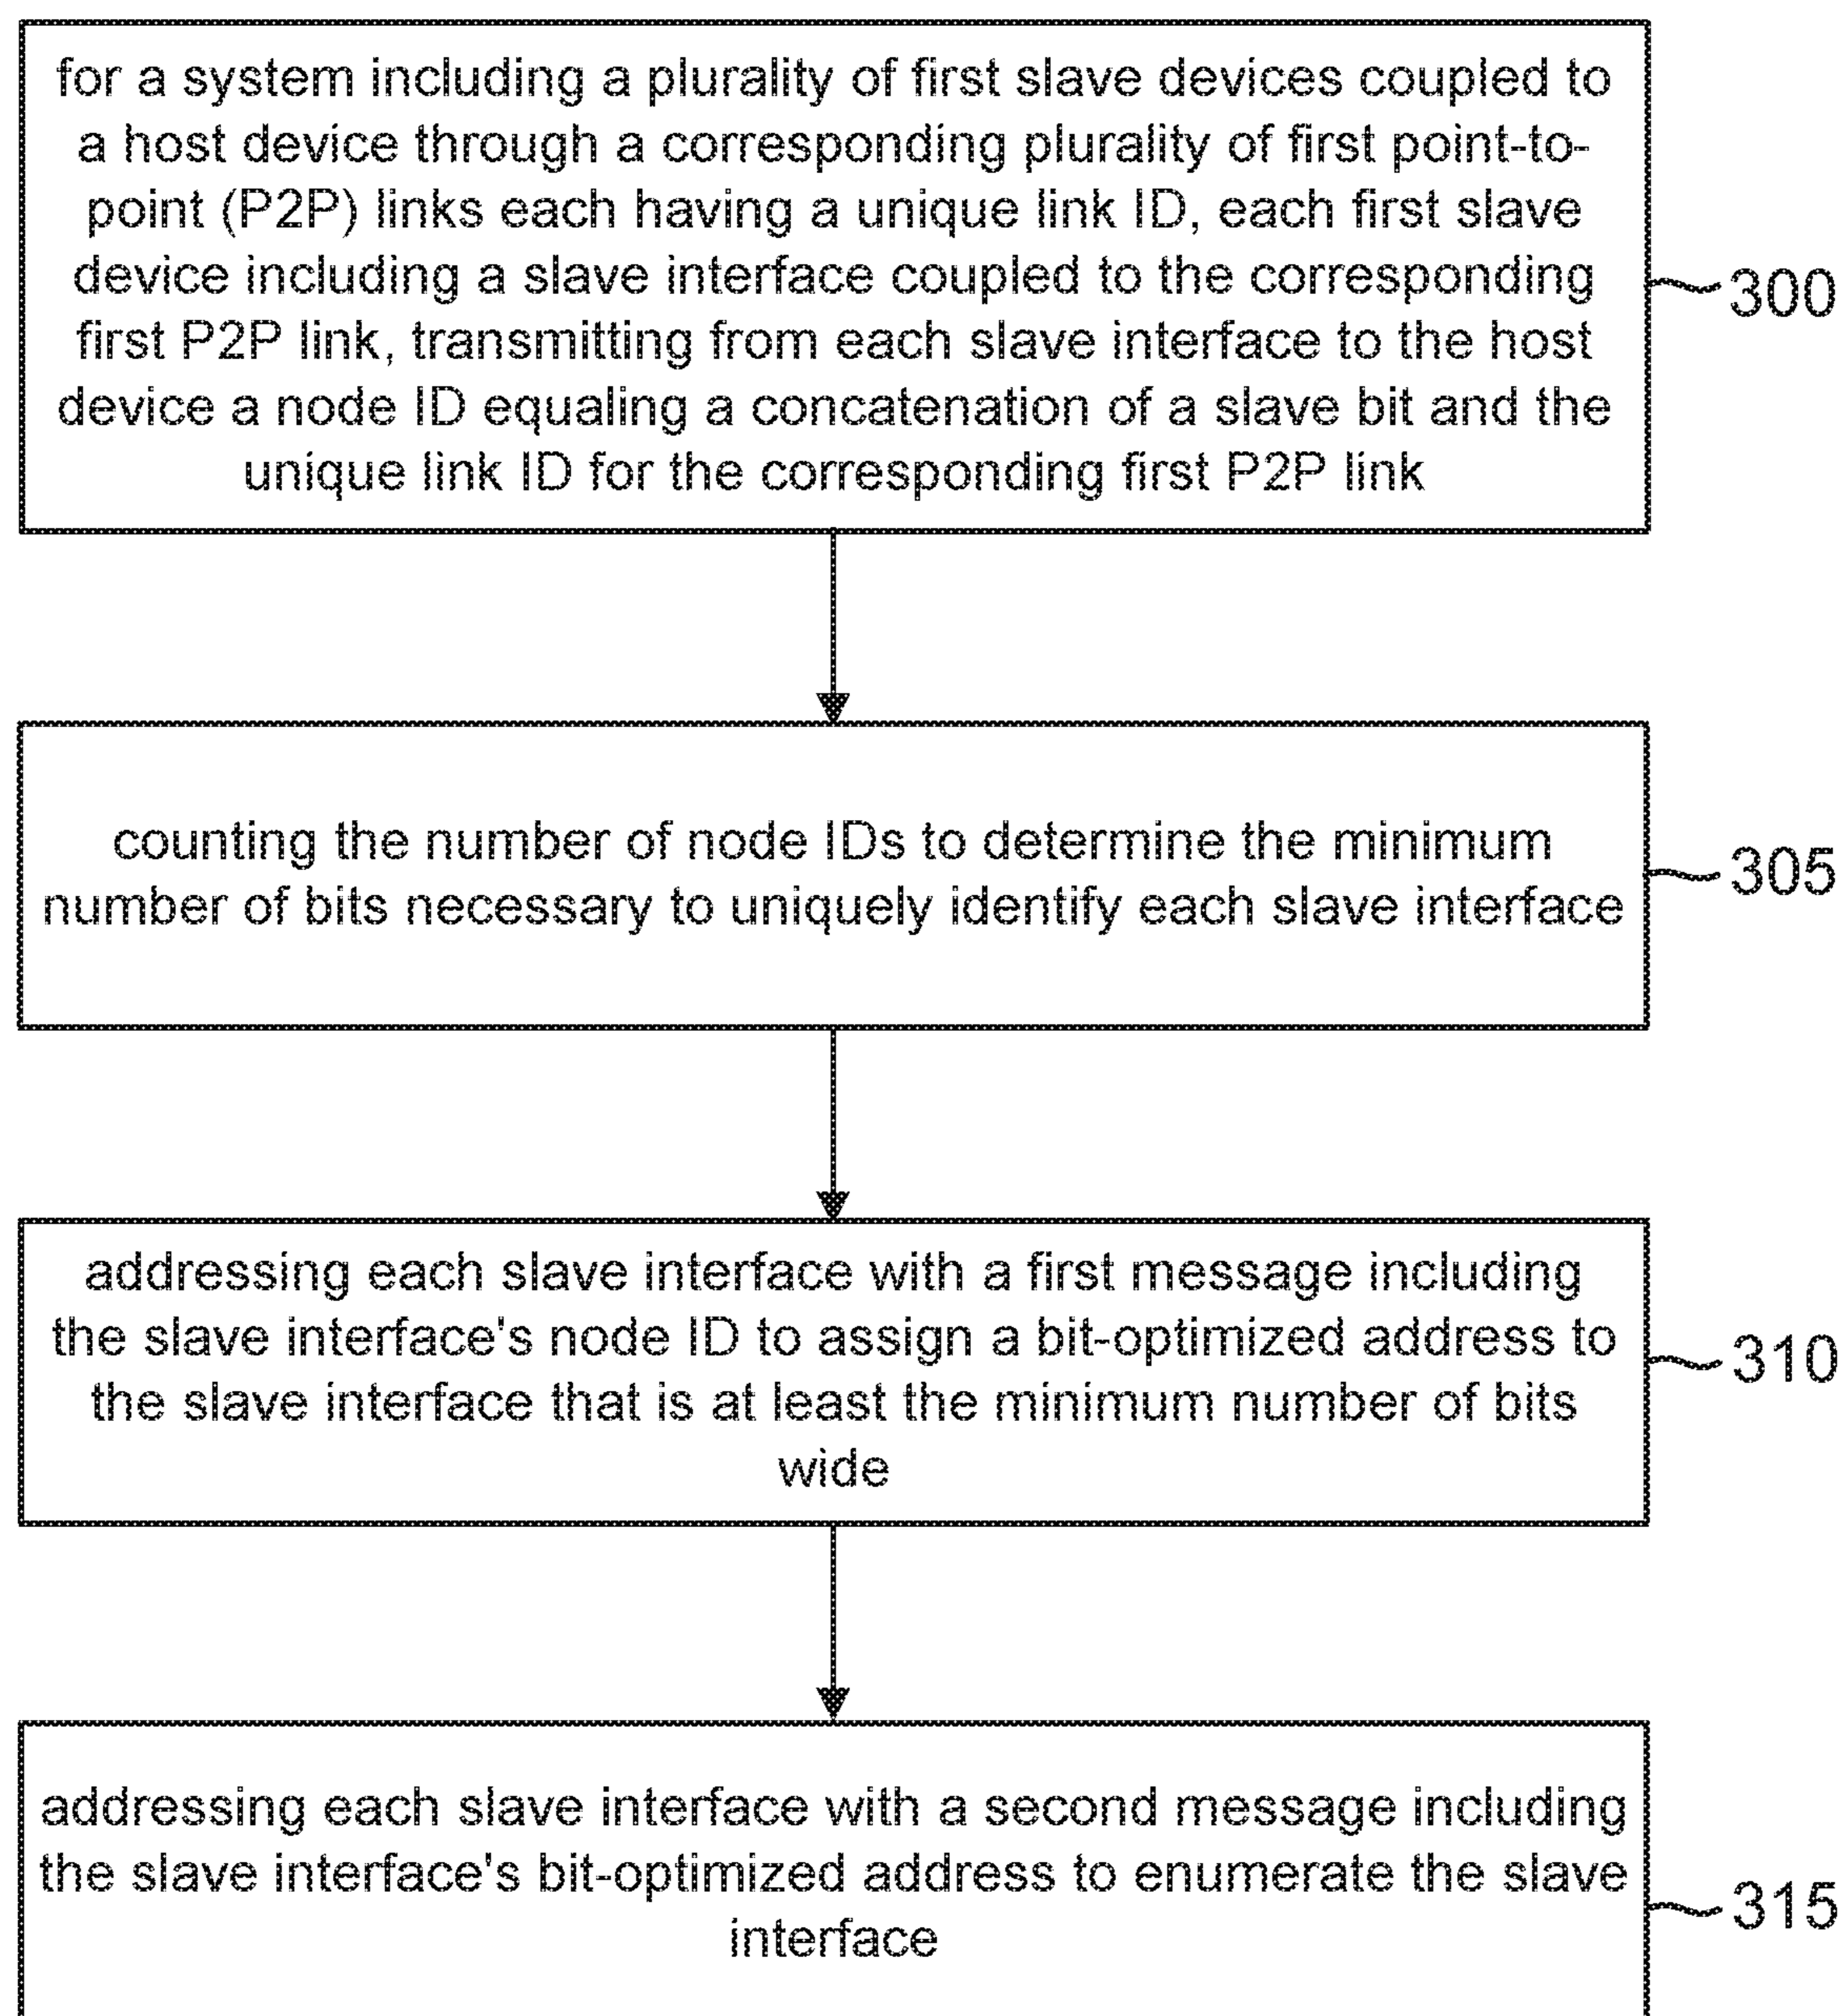 for a system including a plurality of first slave devices coupled to
a host device through a corresponding plurality of first point-to-
point (P2P) links each having a unique link ID, each first slave
device including a slave interface coupled to the corresponding
first P2P link, transmitting from each slave interface to the host
device a node ID equaling a concatenation of a slave bit and the
unique link ID for the corresponding first P2P link
300
counting the number of node IDs to determine the minimum
number of bits necessary to uniquely identify each slave interface
305
addressing each slave interface with a first message including
the slave interface's node ID to assign a bit-optimized address to
the slave interface that is at least the minimum number of bits
wide
310
addressing each slave interface with a second message including
the slave interface's bit-optimized address to enumerate the slave
interface
315